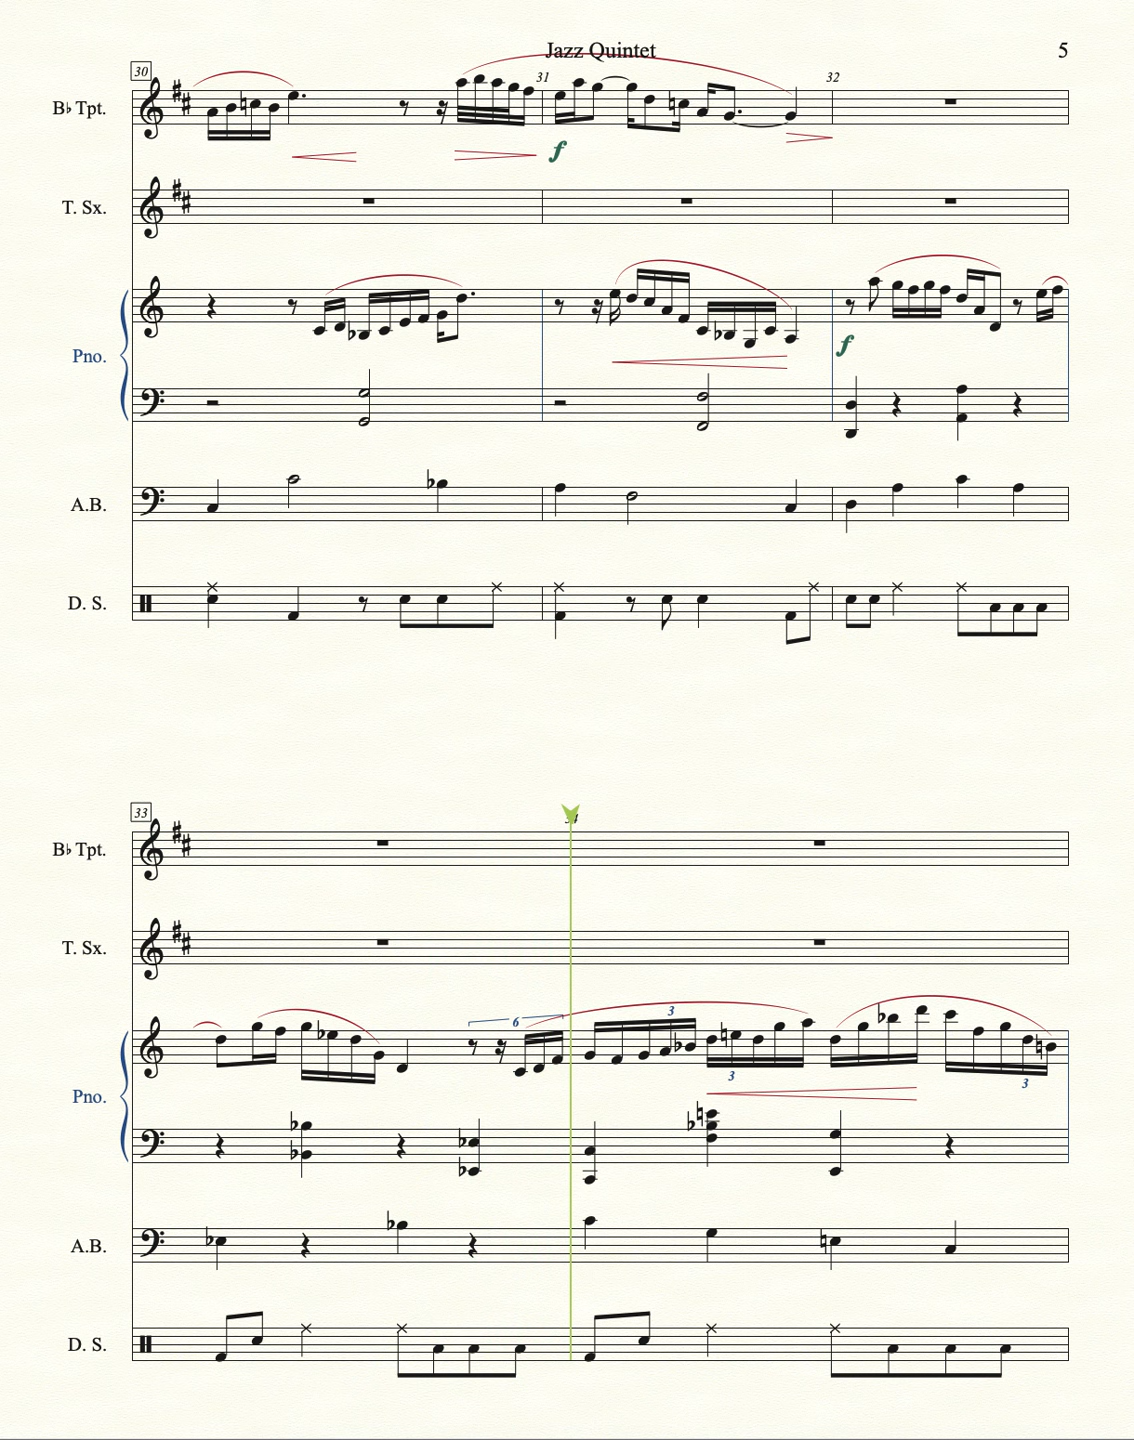 Jazz Quintet 5
30 31 32
B♭ Tpt.
f
T. Sx.
Pno.
f
A.B.
D. S.
33
B♭ Tpt.
T. Sx.
6 3
Pno.
3 3
A.B.
D. S.